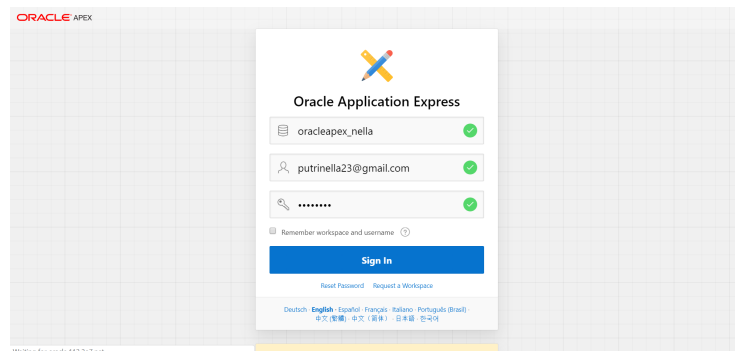 ORACLE APEX
Oracle Application Express
oracleapex_nella
putrinella23@gmail.com
••••••••
Remember workspace and username ?
Sign In
Reset Password Request a Workspace
Deutsch · English · Español · Français · Italiano · Português (Brasil) ·
中文 (繁體) · 中文 (简体) · 日本語 · 한국어